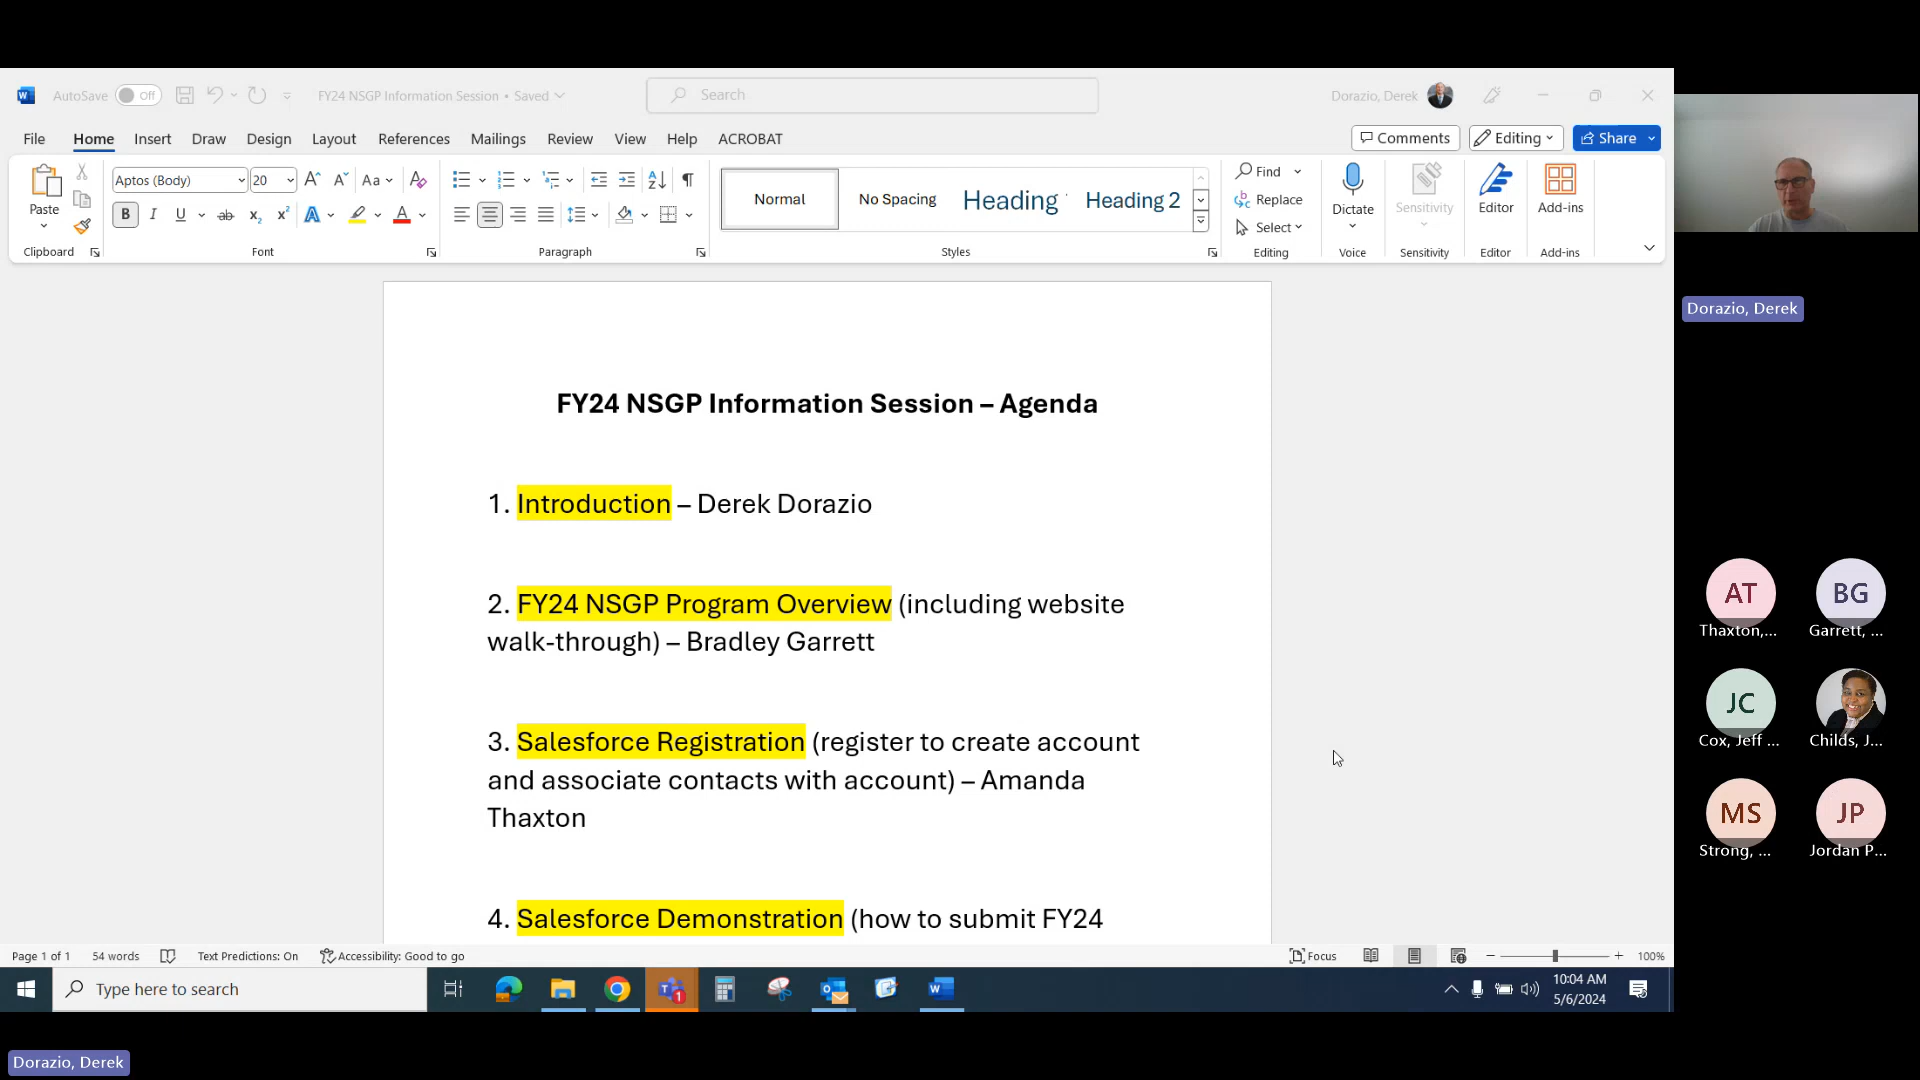 AutoSave Off FY24 NSGP Information Session • Saved Search Dorazio, Derek
File Home Insert Draw Design Layout References Mailings Review View Help ACROBAT Comments Editing Share
Paste
Aptos (Body) 20 Aa
B I U ab x₂ x² A A
Normal No Spacing Heading 1 Heading 2
Find
Replace
Select
Dictate Sensitivity Editor Add-ins
Clipboard Font Paragraph Styles Editing Voice Sensitivity Editor Add-ins
FY24 NSGP Information Session – Agenda
1. Introduction – Derek Dorazio
2. FY24 NSGP Program Overview (including website
walk-through) – Bradley Garrett
3. Salesforce Registration (register to create account
and associate contacts with account) – Amanda
Thaxton
4. Salesforce Demonstration (how to submit FY24
Page 1 of 1 54 words Text Predictions: On Accessibility: Good to go Focus 100%
Type here to search 1 10:04 AM
5/6/2024
Dorazio, Derek
AT BG
Thaxton,... Garrett, ...
JC
Cox, Jeff ... Childs, J...
MS JP
Strong, ... Jordan P...
Dorazio, Derek